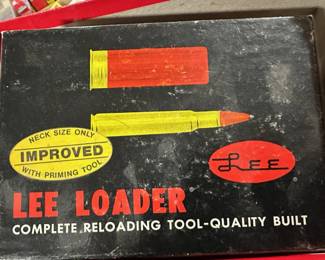 NECK SIZE ONLY
IMPROVED
WITH PRIMING TOOL
LEE
LEE LOADER
COMPLETE RELOADING TOOL-QUALITY BUILT